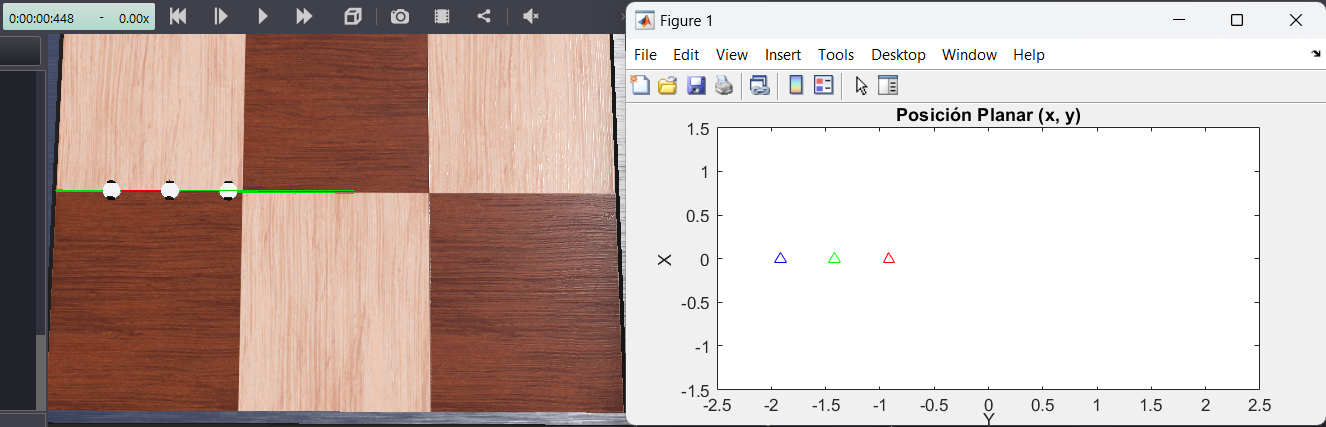 0:00:00:448 - 0.00x
Figure 1
File Edit View Insert Tools Desktop Window Help
Posición Planar (x, y)
1.5
1
0.5
X
0
-0.5
-1
-1.5
-2.5 -2 -1.5 -1 -0.5 0 0.5 1 1.5 2 2.5
Y